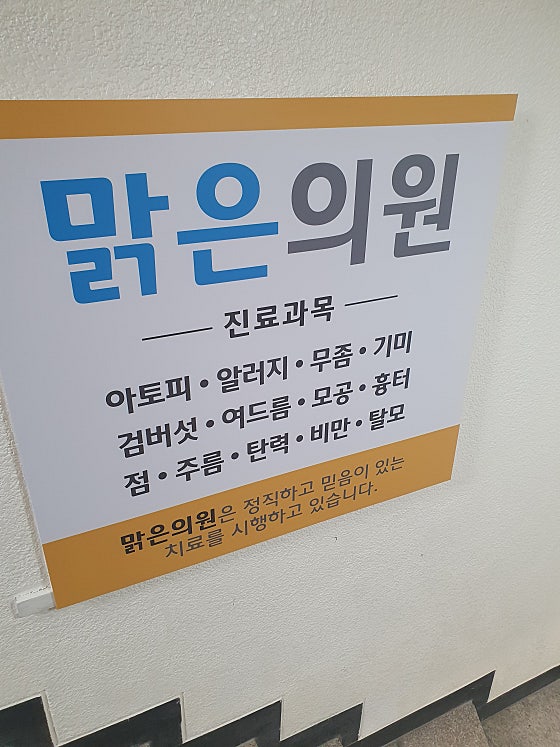 맑은의원
진료과목
아토피 • 알러지 • 무좀 • 기미
검버섯 • 여드름 • 모공 • 흉터
점 • 주름 • 탄력 • 비만 • 탈모
맑은의원은 정직하고 믿음이 있는
치료를 시행하고 있습니다.